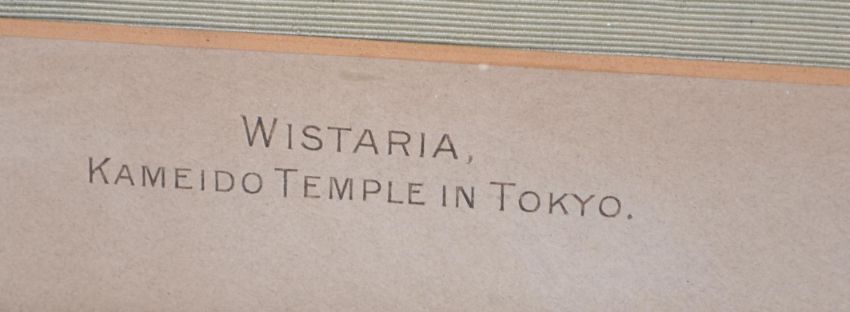 WISTARIA,
KAMEIDO TEMPLE IN TOKYO.